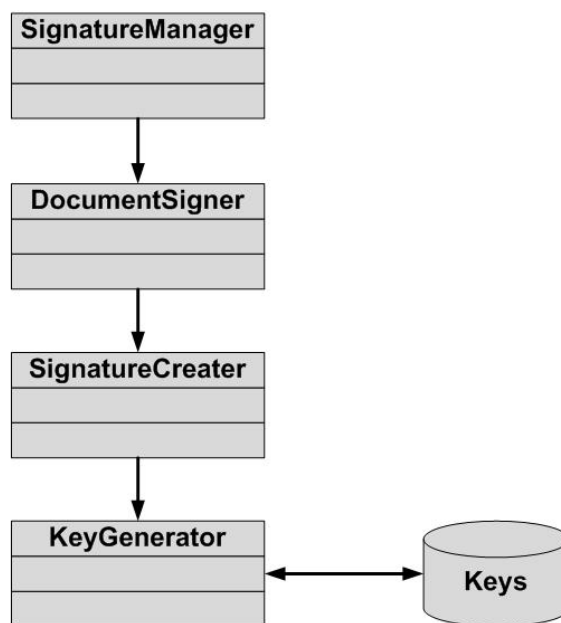 SignatureManager
DocumentSigner
SignatureCreater
KeyGenerator
Keys